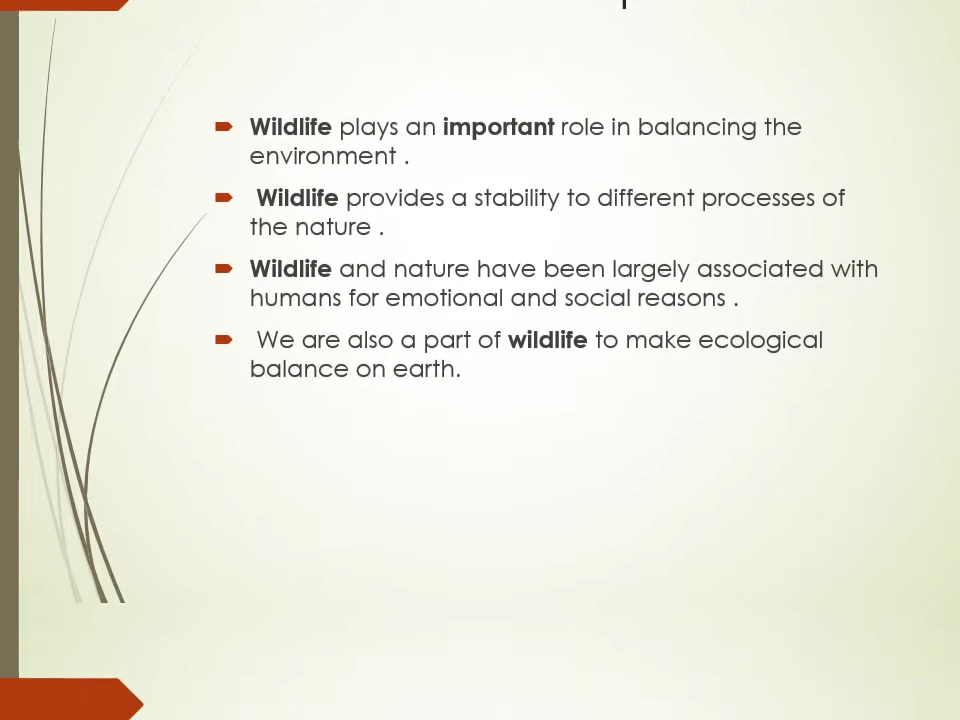 Wildlife plays an important role in balancing the
environment .
Wildlife provides a stability to different processes of
the nature .
Wildlife and nature have been largely associated with
humans for emotional and social reasons .
We are also a part of wildlife to make ecological
balance on earth.